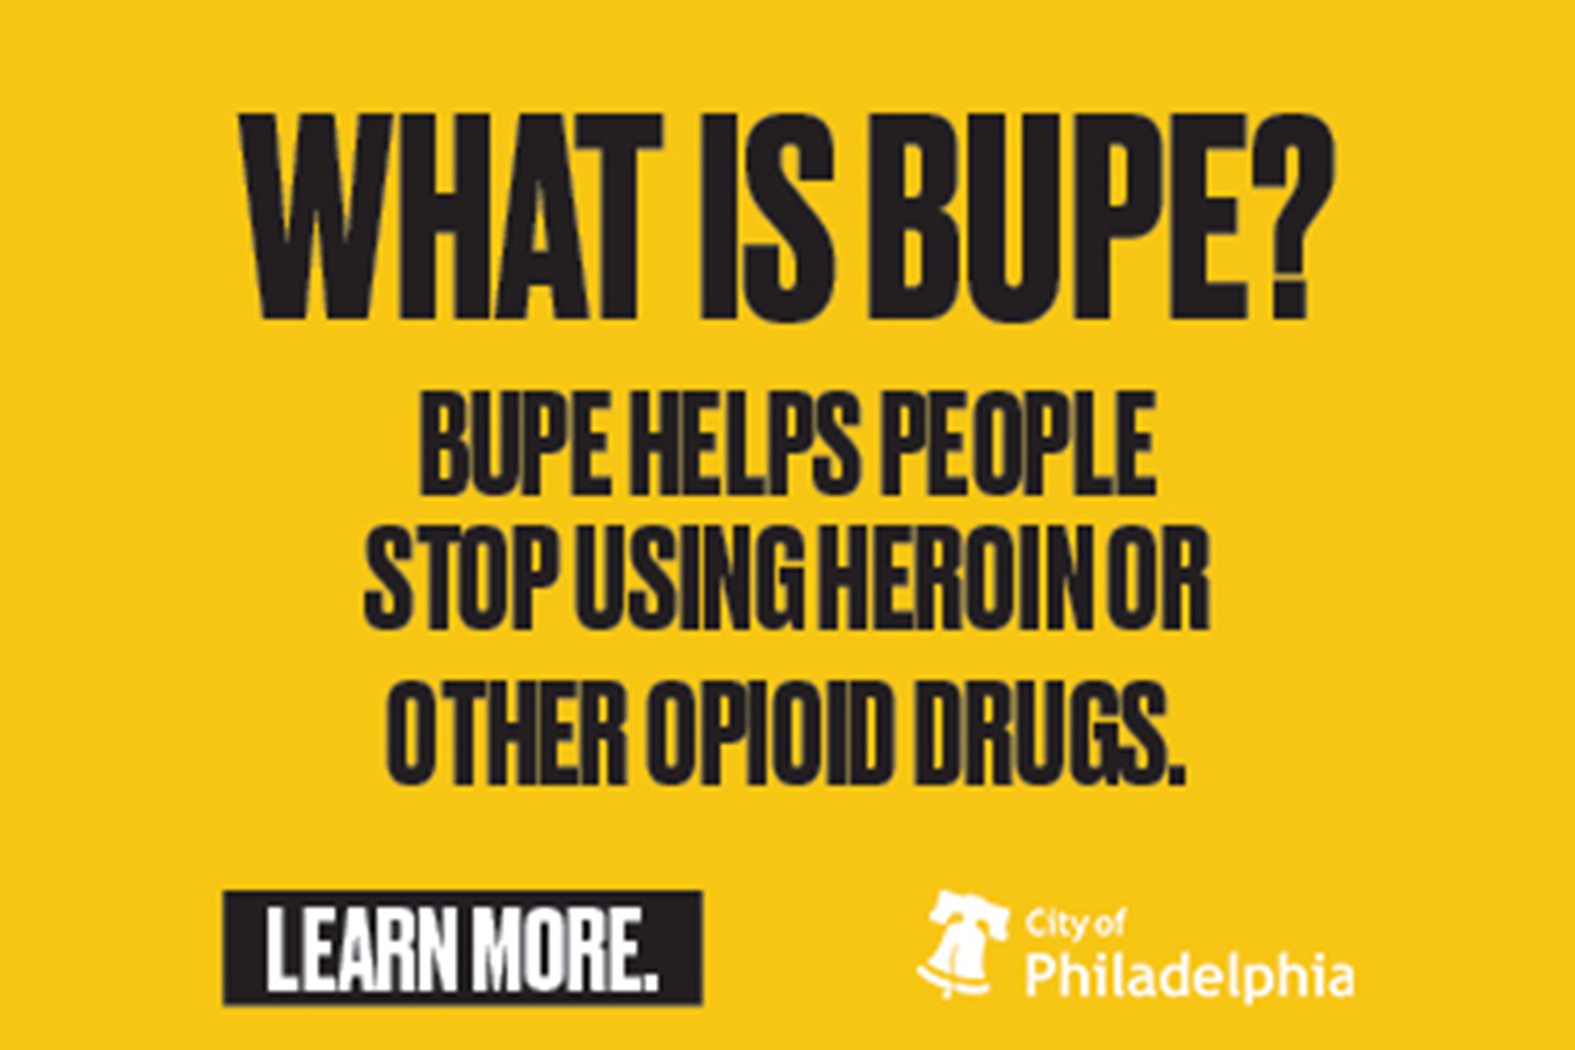 WHAT IS BUPE?
BUPE HELPS PEOPLE
STOP USING HEROIN OR
OTHER OPIOID DRUGS.
LEARN MORE.
City of
Philadelphia